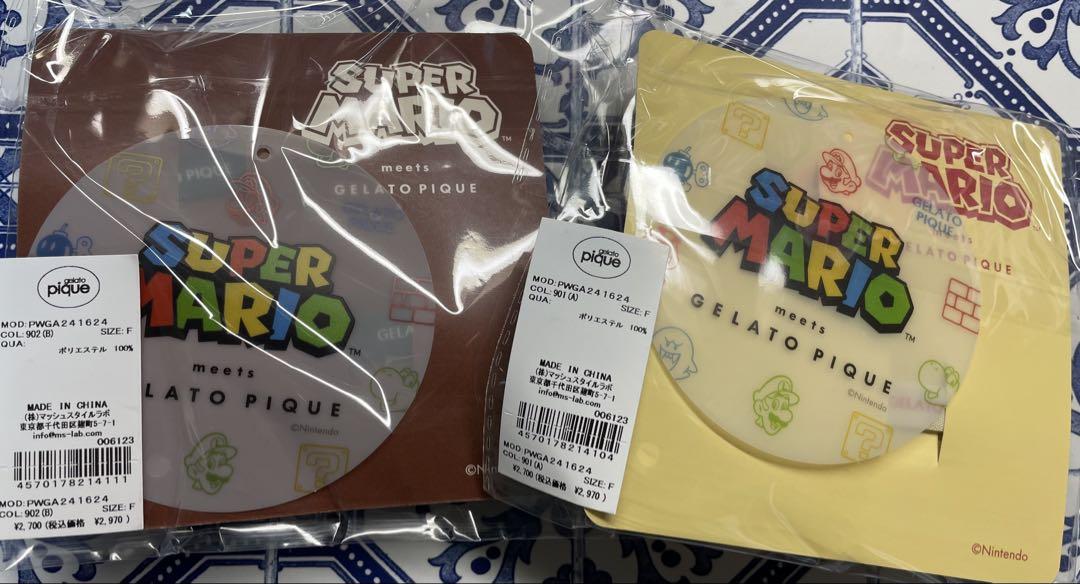 SUPER
MARIO™
meets
GELATO PIQUE
PIQUE
SUPER
MARIO™
meets
GELATO PIQUE
©Nintendo
gelato
pique
MOD:PWGA241624
COL:902(B) SIZE:F
QUA:
ポリエステル 100%
MADE IN CHINA
(株)マッシュスタイルラボ
東京都千代田区麹町5-7-1
info@ms-lab.com
006123
4570178214111
MOD:PWGA241624
COL:902(B) SIZE:F
¥2,700(税込価格 ¥2,970)
SUPER
MARIO
GELATO
PIQUE
meets
GELATO PIQUE
SUPER
MARIO™
meets
GELATO PIQUE
©Nintendo
gelato
pique
MOD:PWGA241624
COL:901(A) SIZE:F
QUA:
ポリエステル 100%
MADE IN CHINA
(株)マッシュスタイルラボ
東京都千代田区麹町5-7-1
info@ms-lab.com
006123
4570178214104
MOD:PWGA241624
COL:901(A) SIZE:F
¥2,700(税込価格 ¥2,970)
©Nintendo